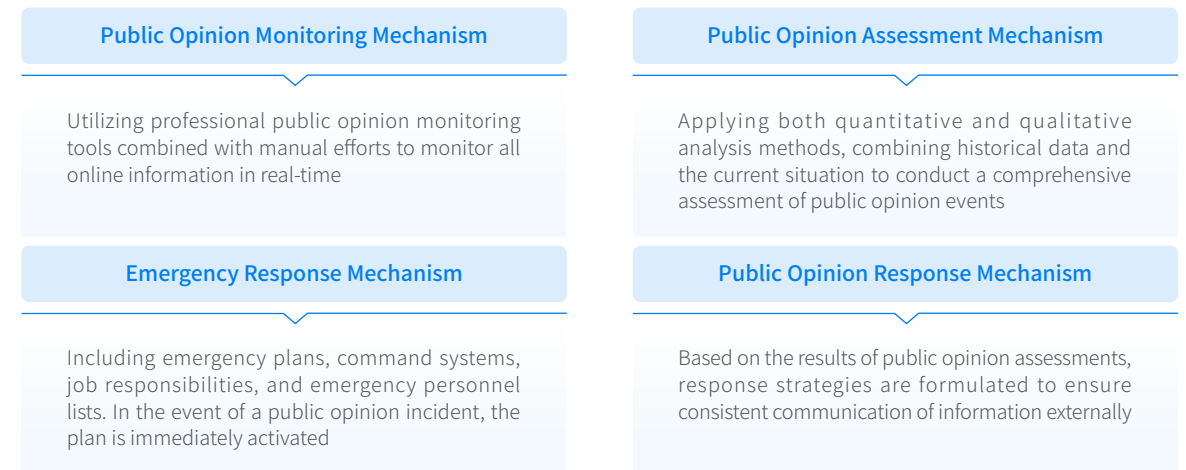 Public Opinion Monitoring Mechanism
Utilizing professional public opinion monitoring
tools combined with manual efforts to monitor all
online information in real-time
Public Opinion Assessment Mechanism
Applying both quantitative and qualitative
analysis methods, combining historical data and
the current situation to conduct a comprehensive
assessment of public opinion events
Emergency Response Mechanism
Including emergency plans, command systems,
job responsibilities, and emergency personnel
lists. In the event of a public opinion incident, the
plan is immediately activated
Public Opinion Response Mechanism
Based on the results of public opinion assessments,
response strategies are formulated to ensure
consistent communication of information externally